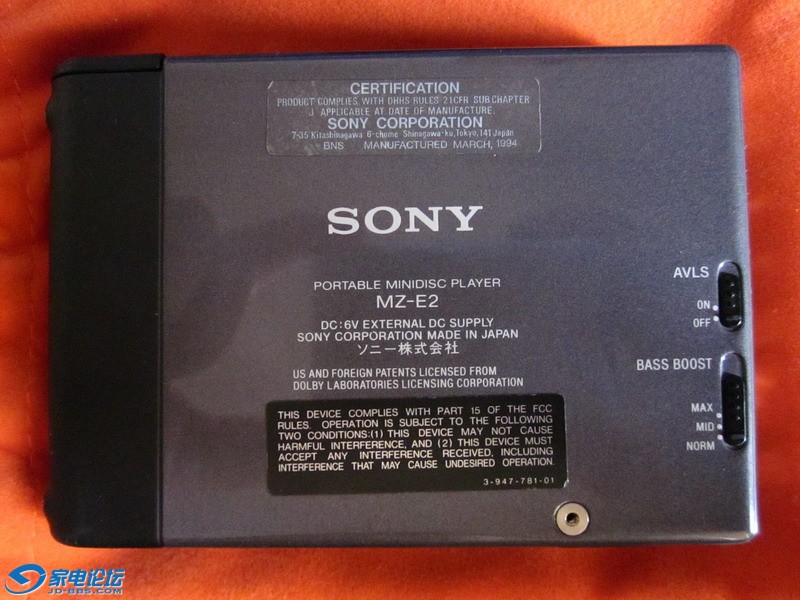 CERTIFICATION
PRODUCT COMPLIES WITH DHHS RULES 21CFR SUBCHAPTER
J APPLICABLE AT DATE OF MANUFACTURE.
SONY CORPORATION
7-35 Kitashinagawa 6-chome Shinagawa-ku,Tokyo,141 Japan
BNS MANUFACTURED MARCH, 1994
SONY
PORTABLE MINIDISC PLAYER
MZ-E2
DC:6V EXTERNAL DC SUPPLY
SONY CORPORATION MADE IN JAPAN
ソニー株式会社
US AND FOREIGN PATENTS LICENSED FROM
DOLBY LABORATORIES LICENSING CORPORATION
THIS DEVICE COMPLIES WITH PART 15 OF THE FCC
RULES. OPERATION IS SUBJECT TO THE FOLLOWING
TWO CONDITIONS:(1) THIS DEVICE MAY NOT CAUSE
HARMFUL INTERFERENCE, AND (2) THIS DEVICE MUST
ACCEPT ANY INTERFERENCE RECEIVED, INCLUDING
INTERFERENCE THAT MAY CAUSE UNDESIRED OPERATION.
3-947-781-01
AVLS
ON
OFF
BASS BOOST
MAX
MID
NORM
家电论坛
JD-BBS.COM